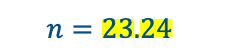 n = 23.24